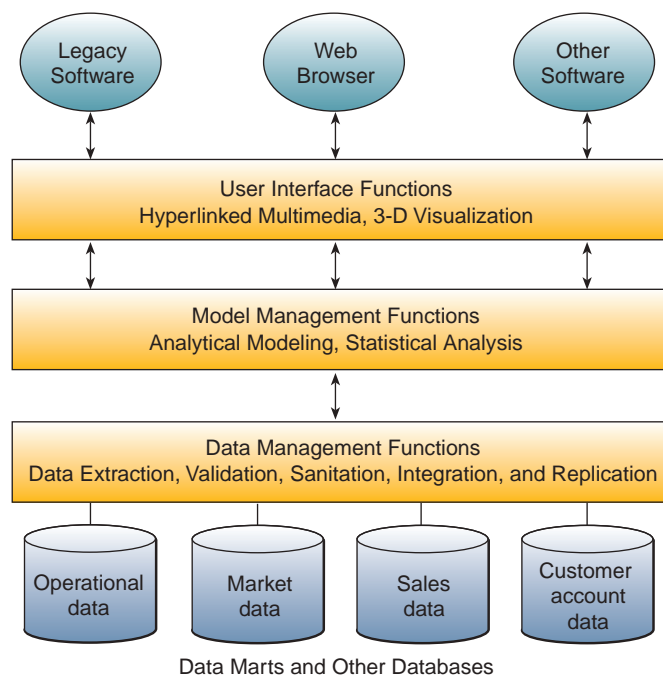 Legacy
Software
Web
Browser
Other
Software
User Interface Functions
Hyperlinked Multimedia, 3-D Visualization
Model Management Functions
Analytical Modeling, Statistical Analysis
Data Management Functions
Data Extraction, Validation, Sanitation, Integration, and Replication
Operational
data
Market
data
Sales
data
Customer
account
data
Data Marts and Other Databases